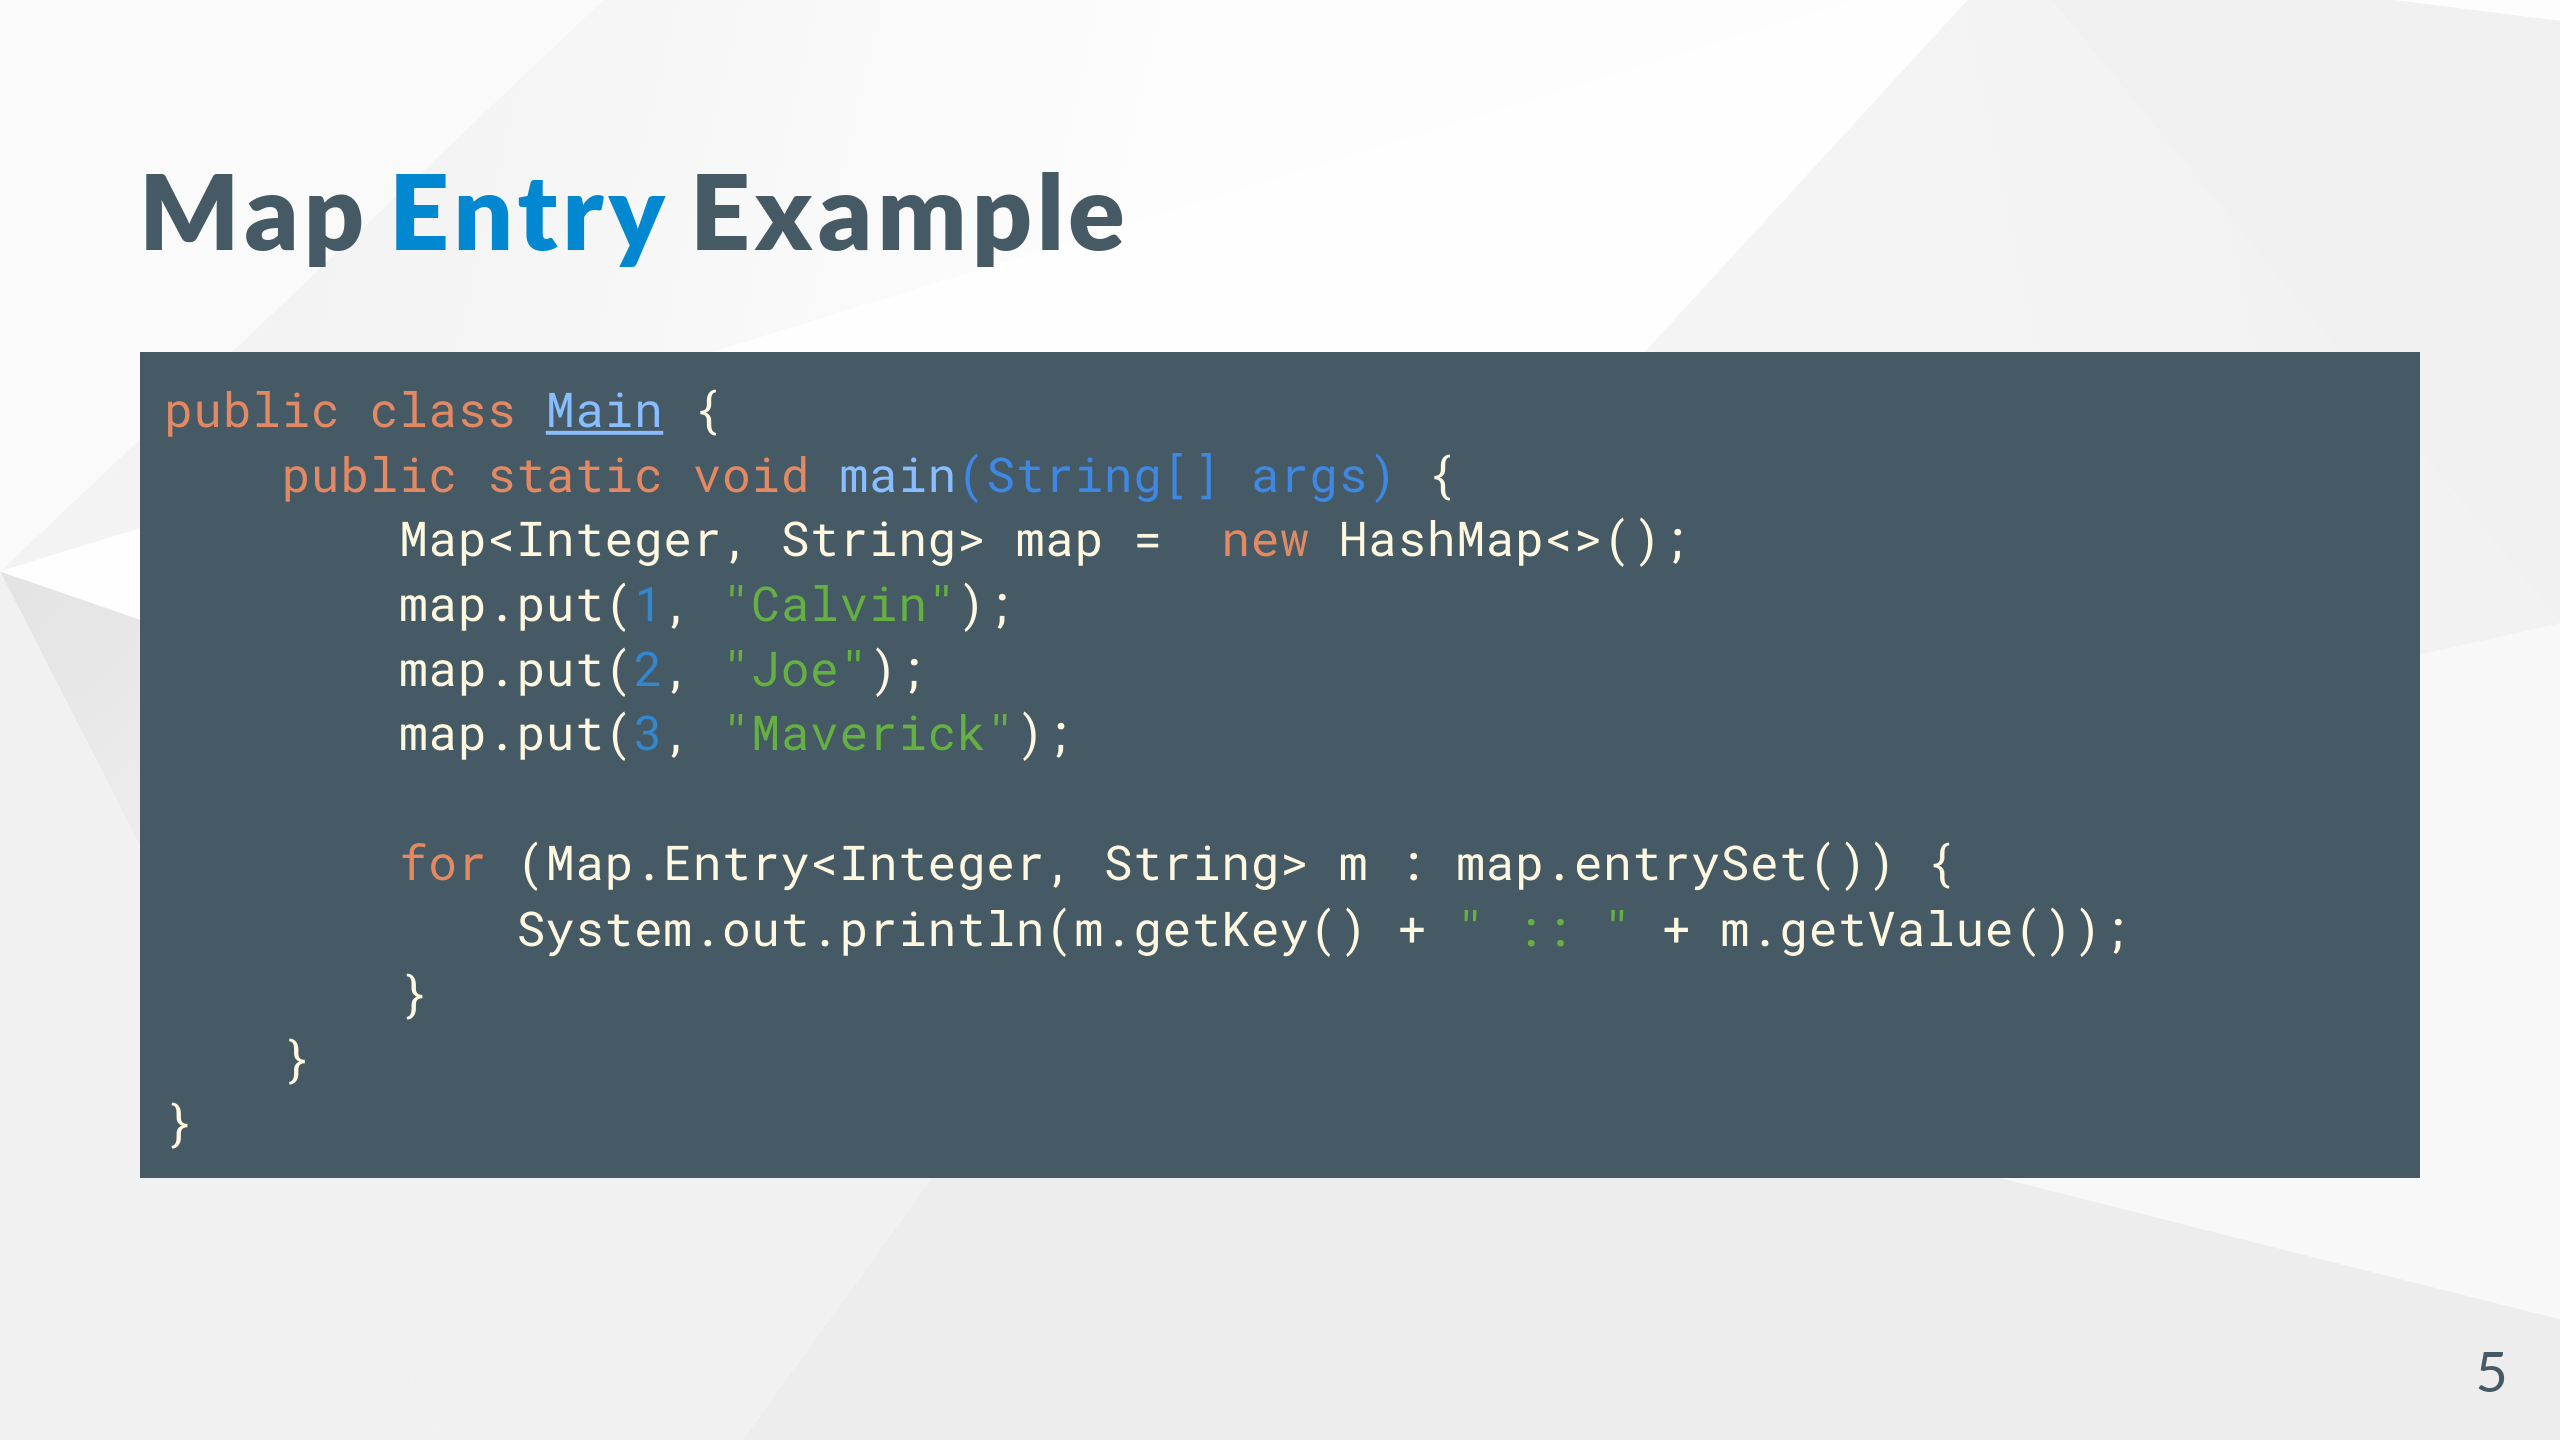 Map Entry Example
public class Main {
    public static void main(String[] args) {
        Map<Integer, String> map =  new HashMap<>();
        map.put(1, "Calvin");
        map.put(2, "Joe");
        map.put(3, "Maverick");

        for (Map.Entry<Integer, String> m : map.entrySet()) {
            System.out.println(m.getKey() + " :: " + m.getValue());
        }
    }
}
5